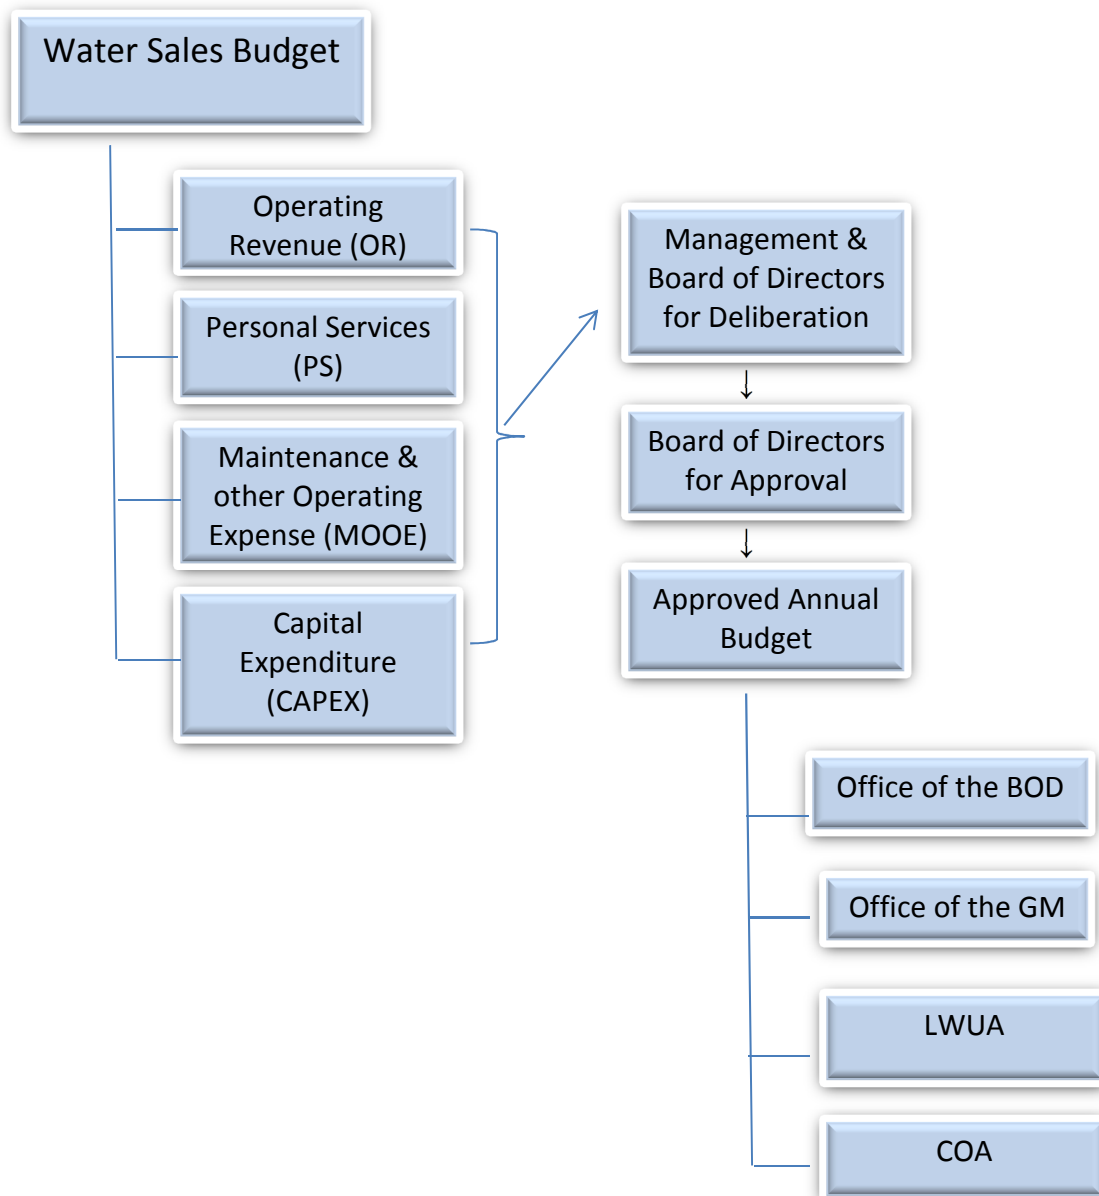 Water Sales Budget
Operating
Revenue (OR)
Personal Services
(PS)
Maintenance &
other Operating
Expense (MOOE)
Capital
Expenditure
(CAPEX)
Management &
Board of Directors
for Deliberation
↓
Board of Directors
for Approval
↓
Approved Annual
Budget
Office of the BOD
Office of the GM
LWUA
COA